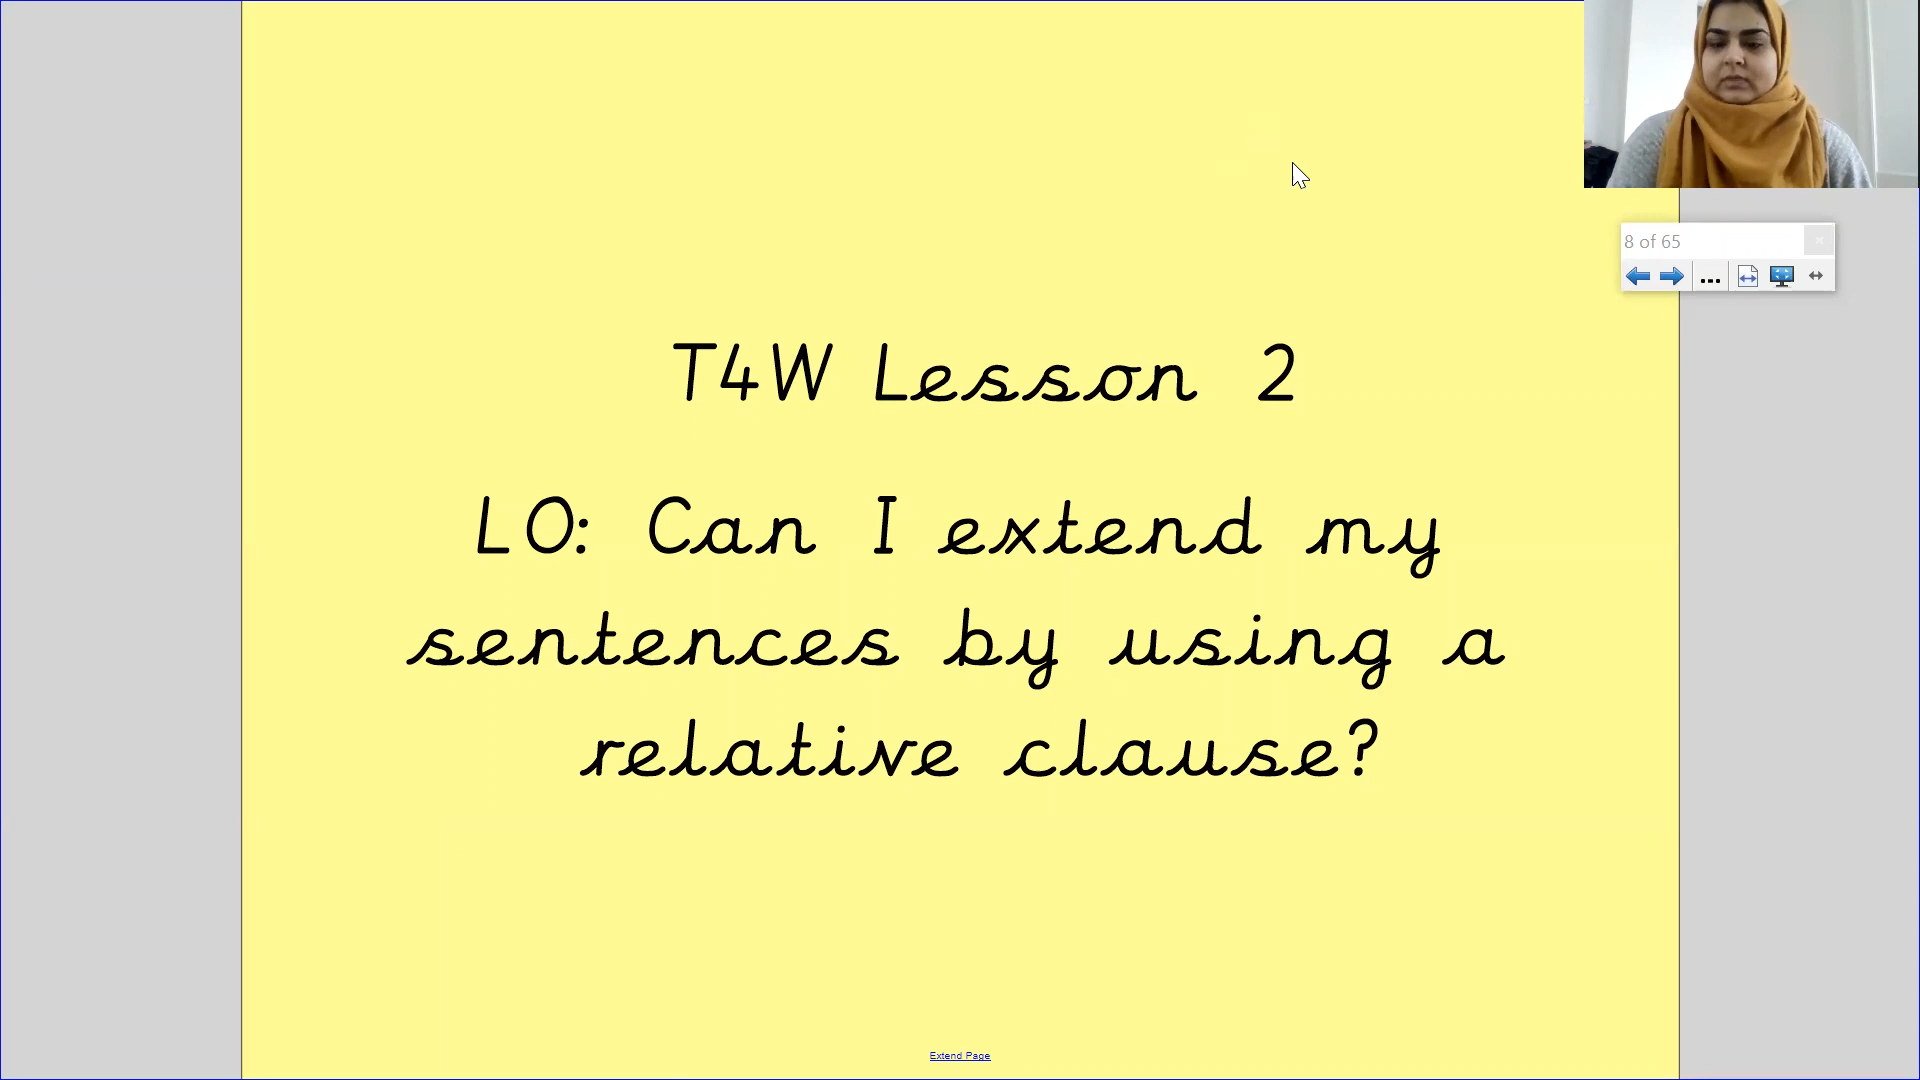 8 of 65
T4W Lesson 2
LO: Can I extend my
sentences by using a
relative clause?
Extend Page